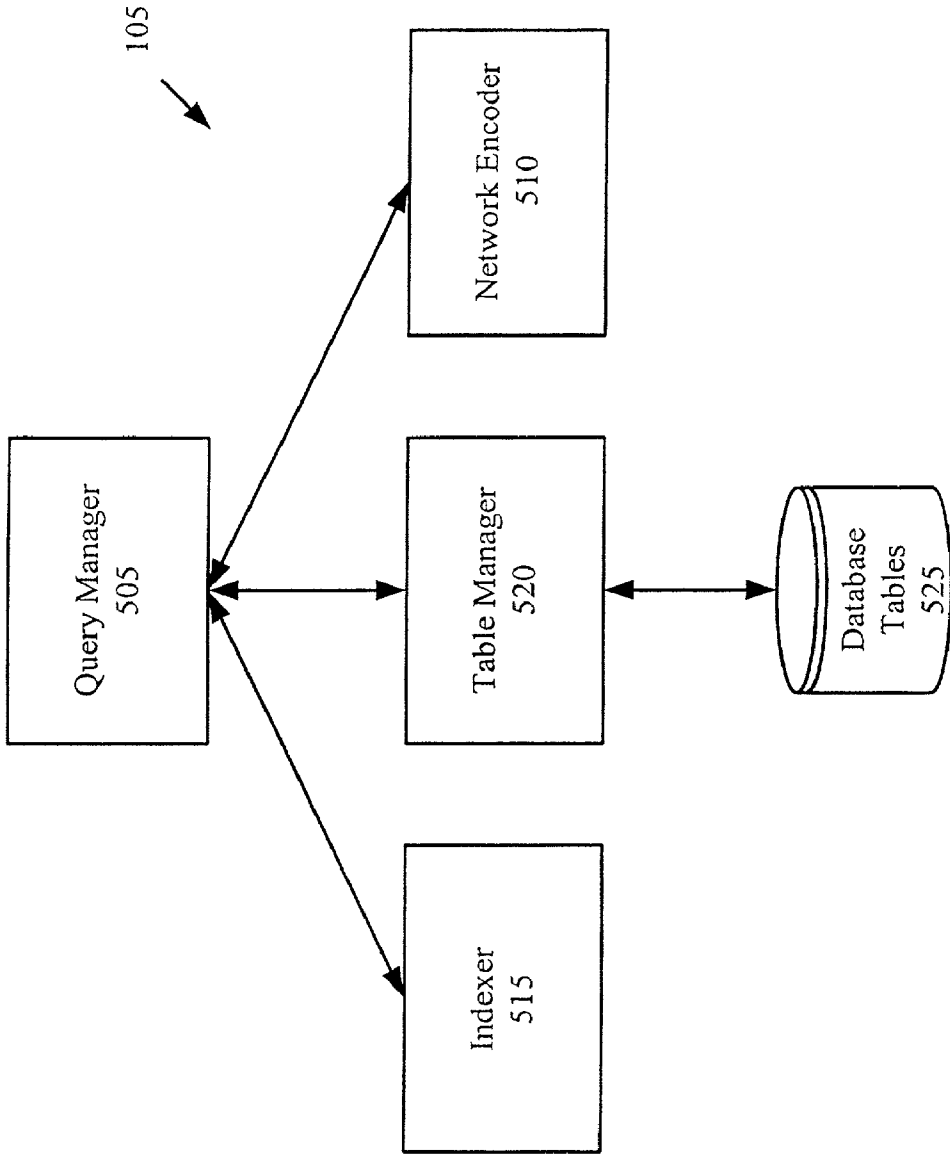 105
Query Manager
505
Indexer
515
Table Manager
520
Network Encoder
510
Database
Tables
525